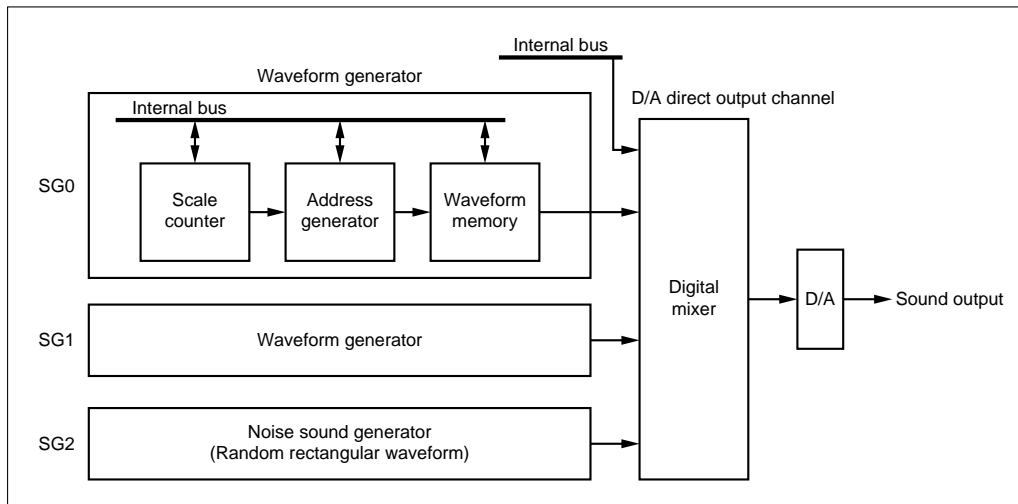 Internal bus
Waveform generator
D/A direct output channel
Internal bus
SG0
Scale
counter
Address
generator
Waveform
memory
Digital
mixer
D/A
Sound output
SG1
Waveform generator
SG2
Noise sound generator
(Random rectangular waveform)